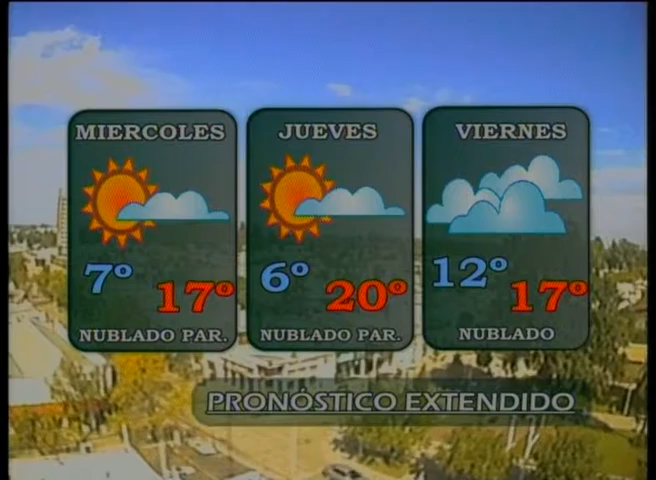 MIERCOLES
7º
17º
NUBLADO PAR.
JUEVES
6º
20º
NUBLADO PAR.
VIERNES
12º
17º
NUBLADO
PRONÓSTICO EXTENDIDO